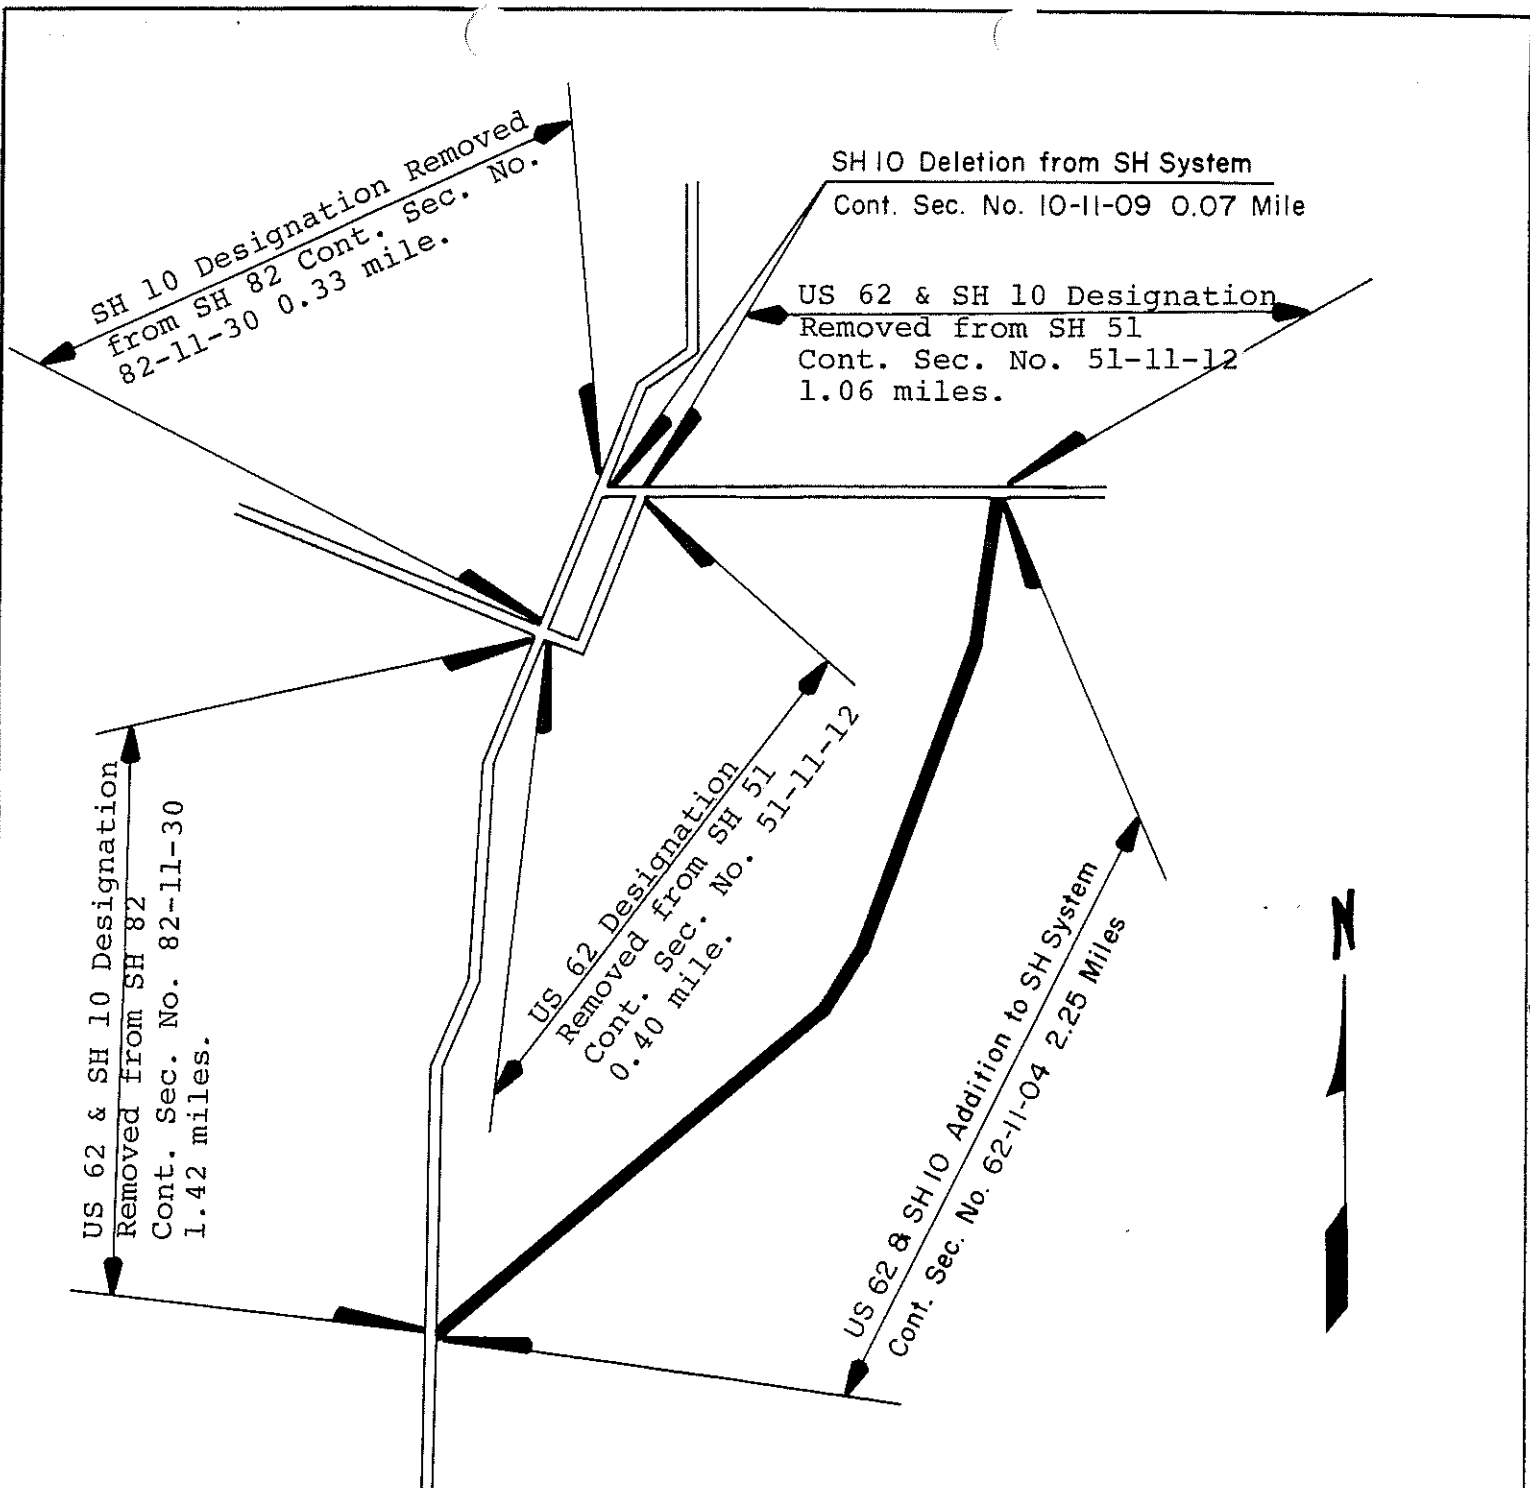 SH 10 Designation Removed
from SH 82 Cont. Sec. No.
82-11-30 0.33 mile.
SH 10 Deletion from SH System
Cont. Sec. No. 10-11-09 0.07 Mile
US 62 & SH 10 Designation
Removed from SH 51
Cont. Sec. No. 51-11-12
1.06 miles.
US 62 & SH 10 Designation
Removed from SH 82
Cont. Sec. No. 82-11-30
1.42 miles.
US 62 Designation
Removed from SH 51
Cont. Sec. No. 51-11-12
0.40 mile.
US 62 & SH 10 Addition to SH System
Cont. Sec. No. 62-11-04 2.25 Miles
N